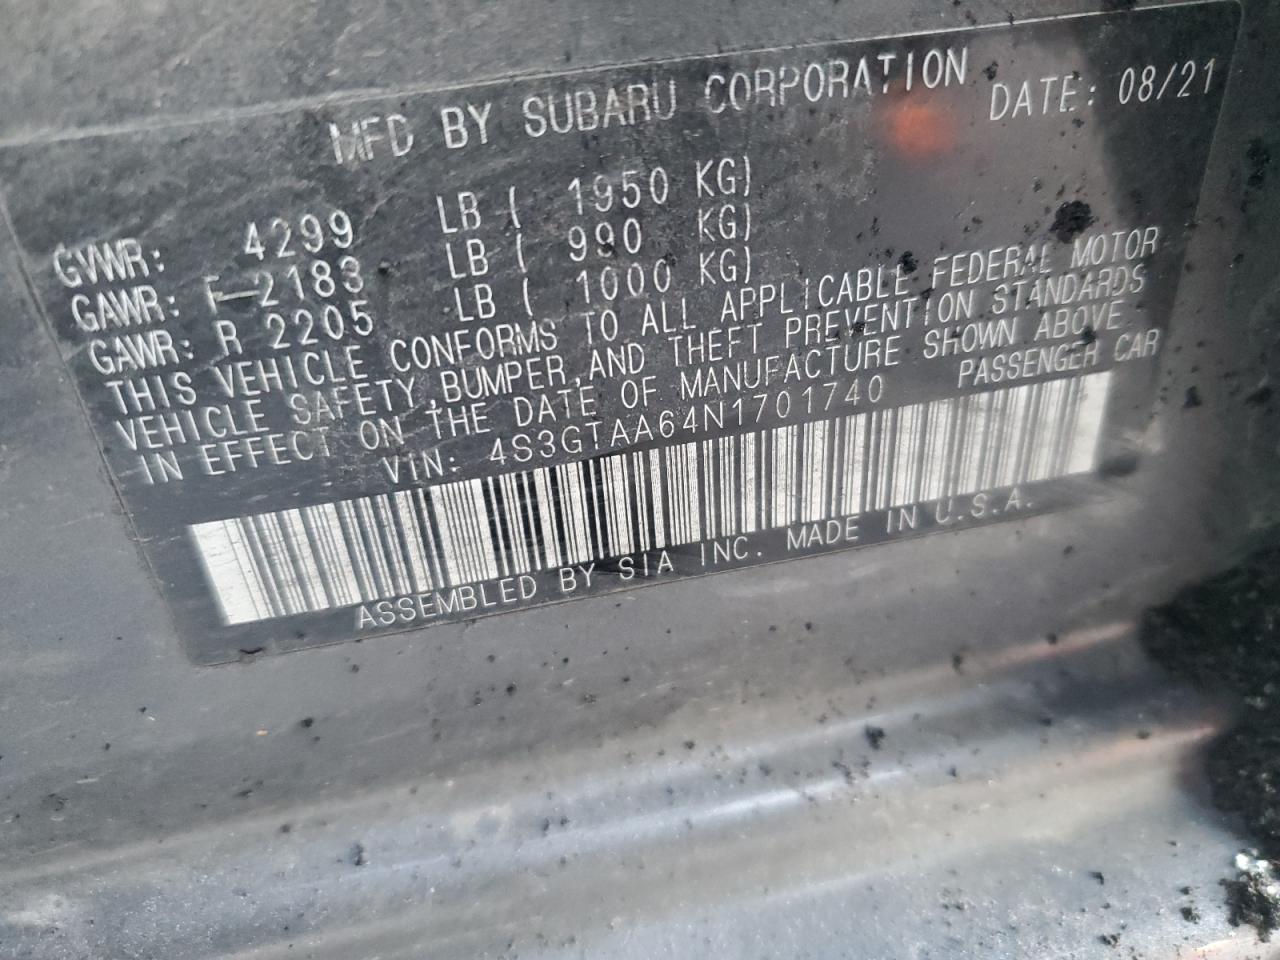 MFD BY SUBARU CORPORATION DATE: 08/21
GVWR: 4299 LB ( 1950 KG)
GAWR: F 2183 LB ( 990 KG)
GAWR: R 2205 LB ( 1000 KG)
THIS VEHICLE CONFORMS TO ALL APPLICABLE FEDERAL MOTOR
VEHICLE SAFETY, BUMPER, AND THEFT PREVENTION STANDARDS
IN EFFECT ON THE DATE OF MANUFACTURE SHOWN ABOVE
VIN: 4S3GTAA64N1701740 PASSENGER CAR
ASSEMBLED BY SIA INC. MADE IN U.S.A.